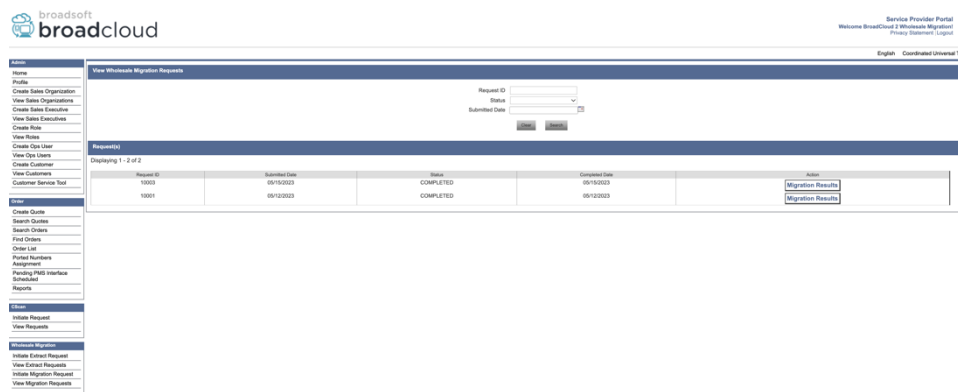 broadsoft
broadcloud
Service Provider Portal
Welcome BroadCloud 2 Wholesale Migration!
Privacy Statement | Logout
English Coordinated Universal
Admin
Home
Profile
Create Sales Organization
View Sales Organizations
Create Sales Executive
View Sales Executives
Create Role
View Roles
Create Ops User
View Ops Users
Create Customer
View Customers
Customer Service Tool
Order
Create Quote
Search Quotes
Search Orders
Find Orders
Order List
Ported Numbers
Assignment
Pending PMS Interface
Scheduled
Reports
CScan
Initiate Request
View Requests
Wholesale Migration
Initiate Extract Request
View Extract Requests
Initiate Migration Request
View Migration Requests
View Wholesale Migration Requests
Request ID
Status
Submitted Date
Clear Search
Request(s)
Displaying 1 - 2 of 2
Request ID Submitted Date Status Completed Date Action
10003 05/15/2023 COMPLETED 05/15/2023 Migration Results
10001 05/12/2023 COMPLETED 05/12/2023 Migration Results